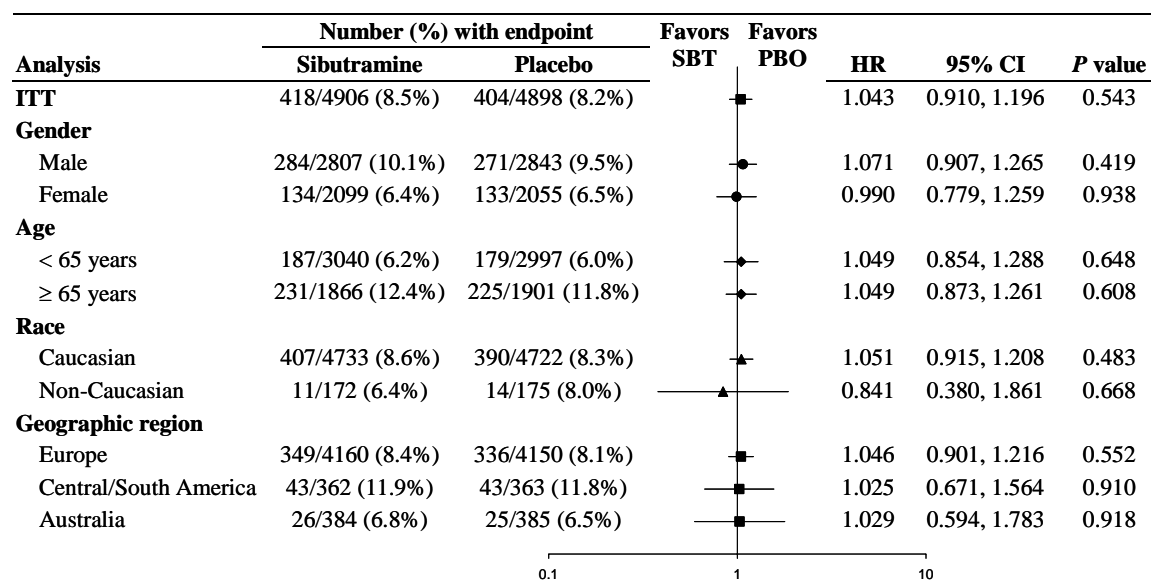 Number (%) with endpoint Favors Favors
Analysis Sibutramine Placebo SBT PBO HR 95% CI P value
ITT 418/4906 (8.5%) 404/4898 (8.2%) 1.043 0.910, 1.196 0.543
Gender
Male 284/2807 (10.1%) 271/2843 (9.5%) 1.071 0.907, 1.265 0.419
Female 134/2099 (6.4%) 133/2055 (6.5%) 0.990 0.779, 1.259 0.938
Age
< 65 years 187/3040 (6.2%) 179/2997 (6.0%) 1.049 0.854, 1.288 0.648
≥ 65 years 231/1866 (12.4%) 225/1901 (11.8%) 1.049 0.873, 1.261 0.608
Race
Caucasian 407/4733 (8.6%) 390/4722 (8.3%) 1.051 0.915, 1.208 0.483
Non-Caucasian 11/172 (6.4%) 14/175 (8.0%) 0.841 0.380, 1.861 0.668
Geographic region
Europe 349/4160 (8.4%) 336/4150 (8.1%) 1.046 0.901, 1.216 0.552
Central/South America 43/362 (11.9%) 43/363 (11.8%) 1.025 0.671, 1.564 0.910
Australia 26/384 (6.8%) 25/385 (6.5%) 1.029 0.594, 1.783 0.918
0.1 1 10